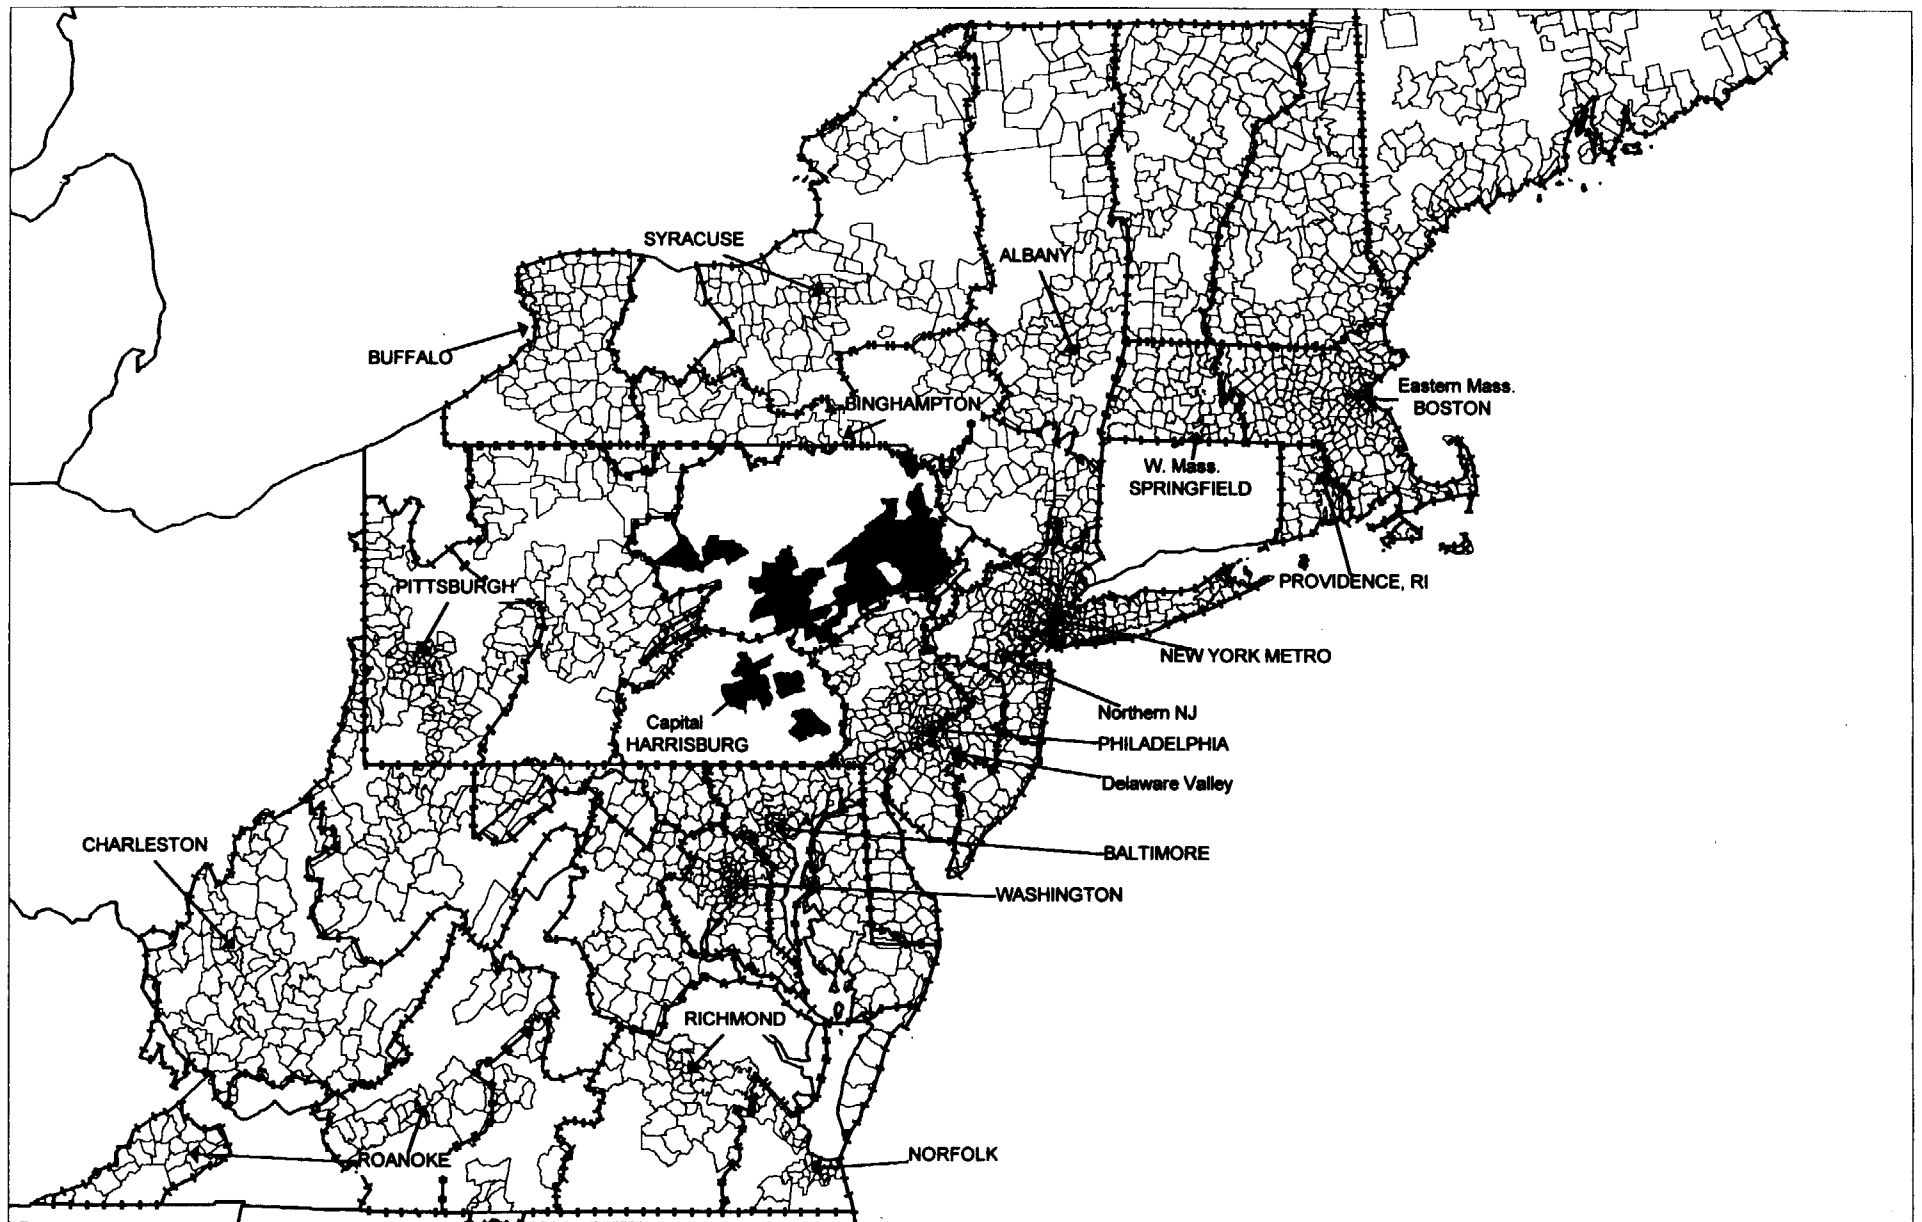 SYRACUSE
ALBANY
BUFFALO
Eastern Mass.
BOSTON
BINGHAMPTON
W. Mass.
SPRINGFIELD
PITTSBURGH
PROVIDENCE, RI
NEW YORK METRO
Northern NJ
Capital
HARRISBURG
PHILADELPHIA
Delaware Valley
CHARLESTON
BALTIMORE
WASHINGTON
RICHMOND
ROANOKE
NORFOLK